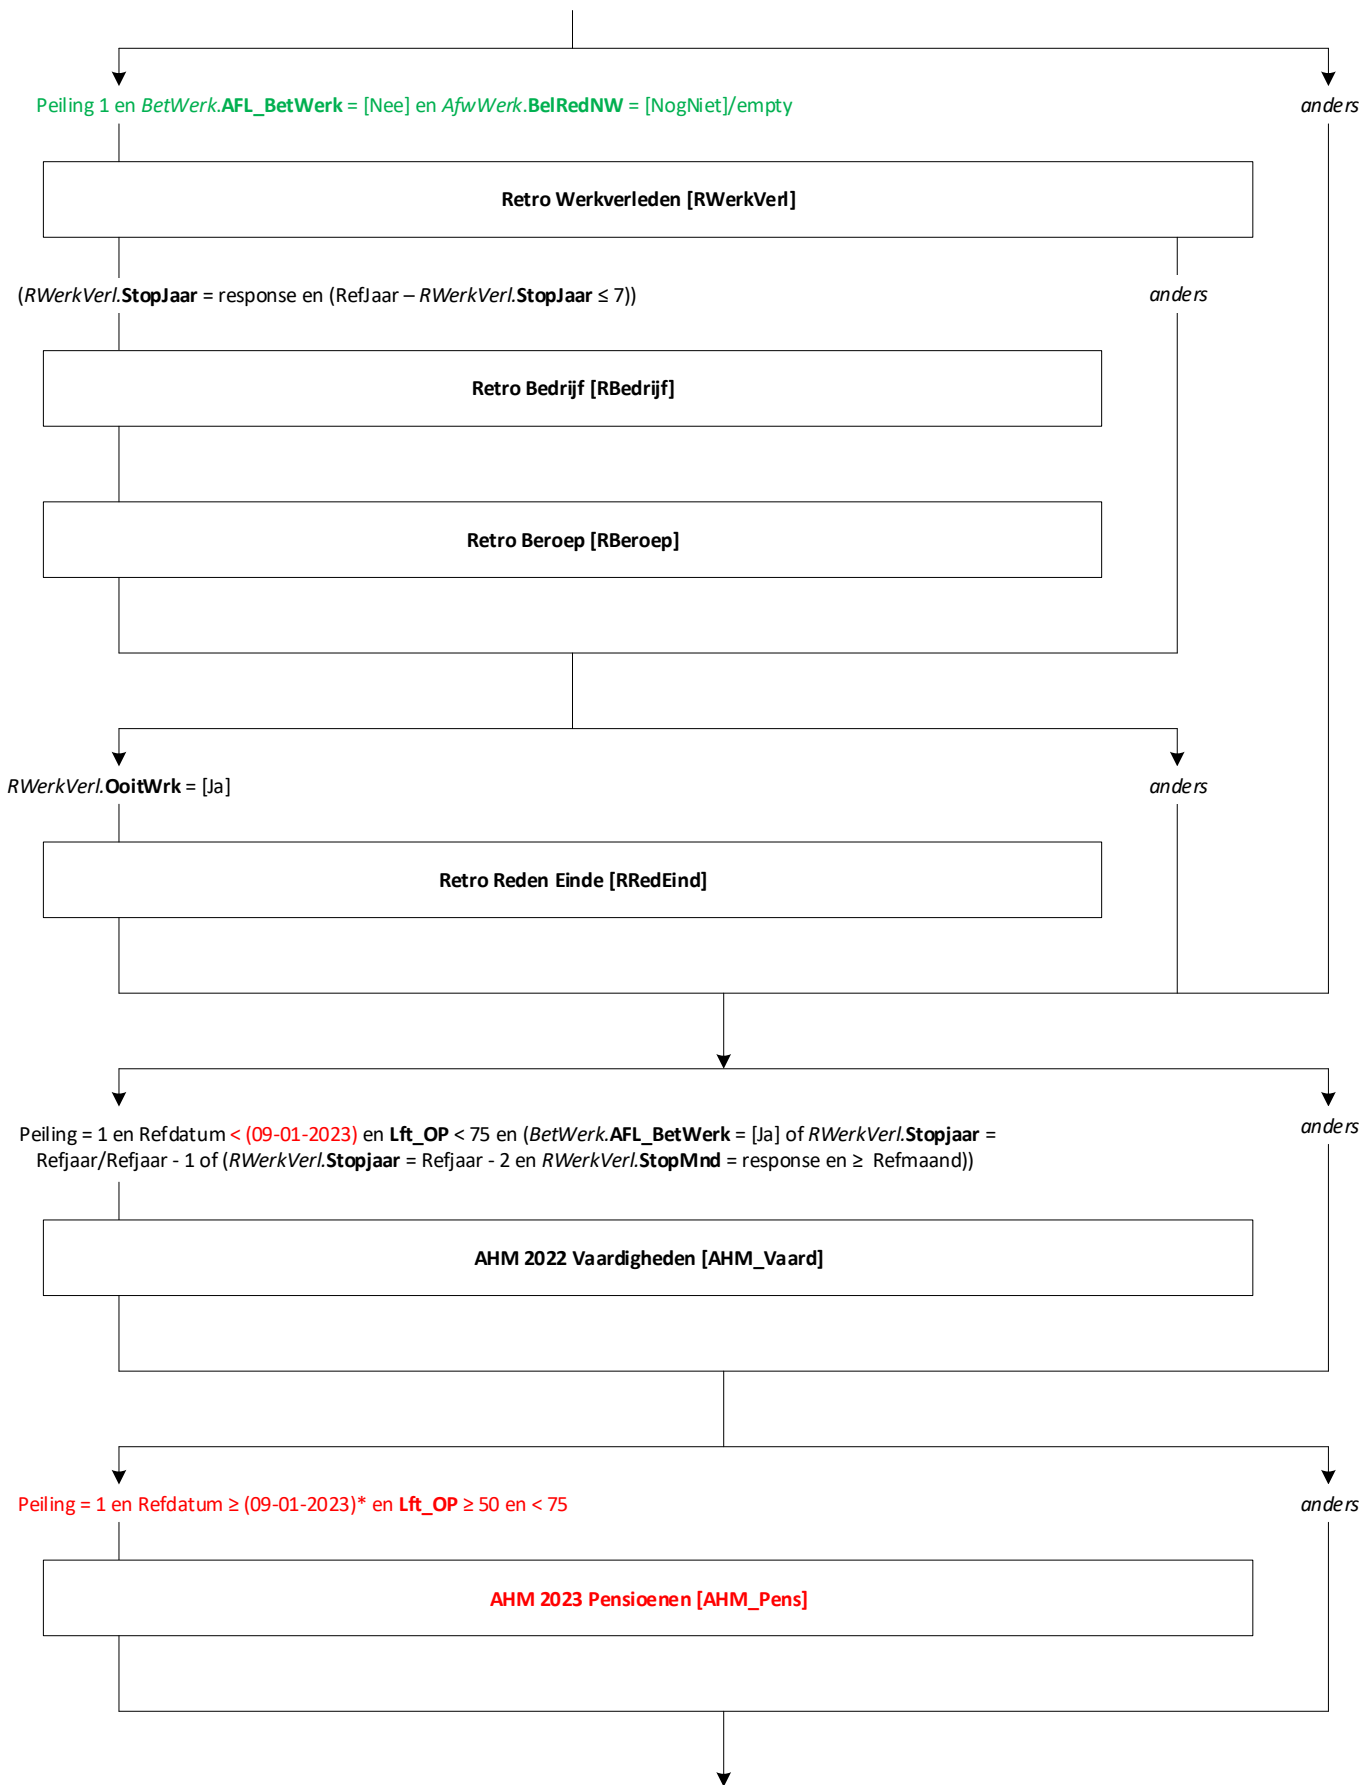 Peiling 1 en BetWerk.AFL_BetWerk = [Nee] en AfwWerk.BelRedNW = [NogNiet]/empty
anders
Retro Werkverleden [RWerkVerl]
(RWerkVerl.StopJaar = response en (RefJaar – RWerkVerl.StopJaar ≤ 7))
anders
Retro Bedrijf [RBedrijf]
Retro Beroep [RBeroep]
RWerkVerl.OoitWrk = [Ja]
anders
Retro Reden Einde [RRedEind]
Peiling = 1 en Refdatum < (09-01-2023) en Lft_OP < 75 en (BetWerk.AFL_BetWerk = [Ja] of RWerkVerl.Stopjaar =
Refjaar/Refjaar - 1 of (RWerkVerl.Stopjaar = Refjaar - 2 en RWerkVerl.StopMnd = response en ≥ Refmaand))
anders
AHM 2022 Vaardigheden [AHM_Vaard]
Peiling = 1 en Refdatum ≥ (09-01-2023)* en Lft_OP ≥ 50 en < 75
anders
AHM 2023 Pensioenen [AHM_Pens]